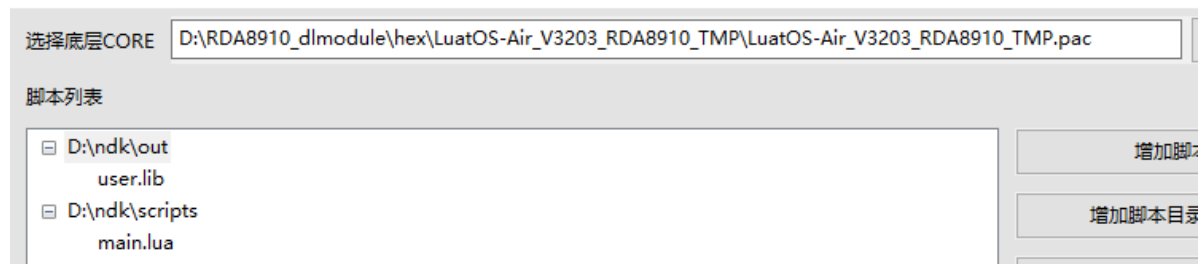 选择底层CORE D:\RDA8910_dlmodule\hex\LuatOS-Air_V3203_RDA8910_TMP\LuatOS-Air_V3203_RDA8910_TMP.pac
脚本列表
D:\ndk\out
user.lib
D:\ndk\scripts
main.lua
增加脚本
增加脚本目录